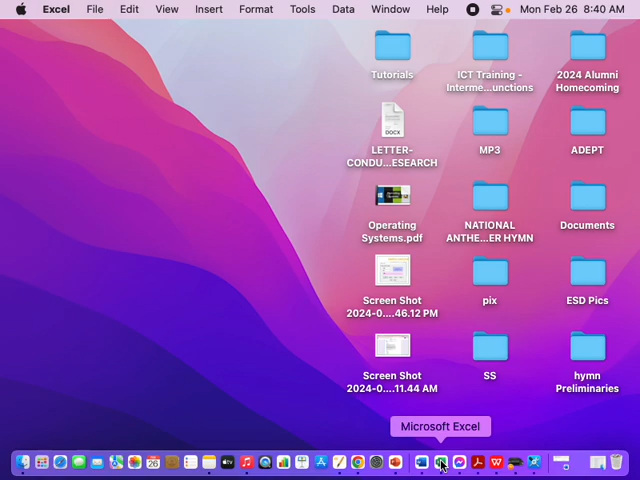 Excel File Edit View Insert Format Tools Data Window Help Mon Feb 26 8:40 AM
Tutorials
ICT Training -
Interme...unctions
2024 Alumni
Homecoming
DOCX
LETTER-
CONDU...ESEARCH
MP3
ADEPT
Operating
Systems.pdf
NATIONAL
ANTHE...ER HYMN
Documents
Screen Shot
2024-0....46.12 PM
pix
ESD Pics
Screen Shot
2024-0....11.44 AM
SS
hymn
Preliminaries
Microsoft Excel
FEB
26
tv